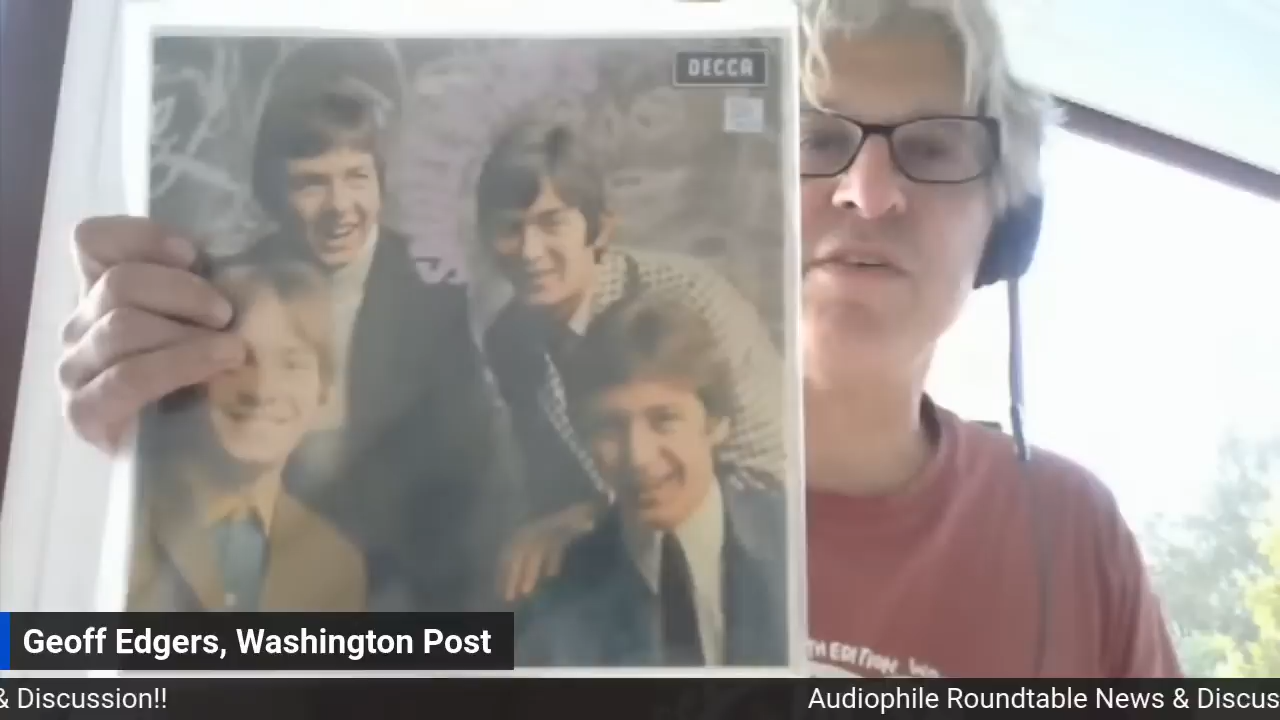 DECCA
Geoff Edgers, Washington Post
& Discussion!!
Audiophile Roundtable News & Discus